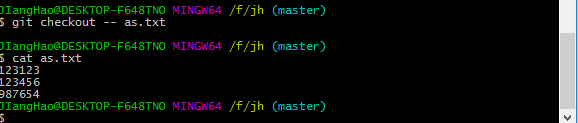 JIangHao@DESKTOP-F648TNO MINGW64 /f/jh (master)
$ git checkout -- as.txt
JIangHao@DESKTOP-F648TNO MINGW64 /f/jh (master)
$ cat as.txt
123123
123456
987654
JIangHao@DESKTOP-F648TNO MINGW64 /f/jh (master)
$